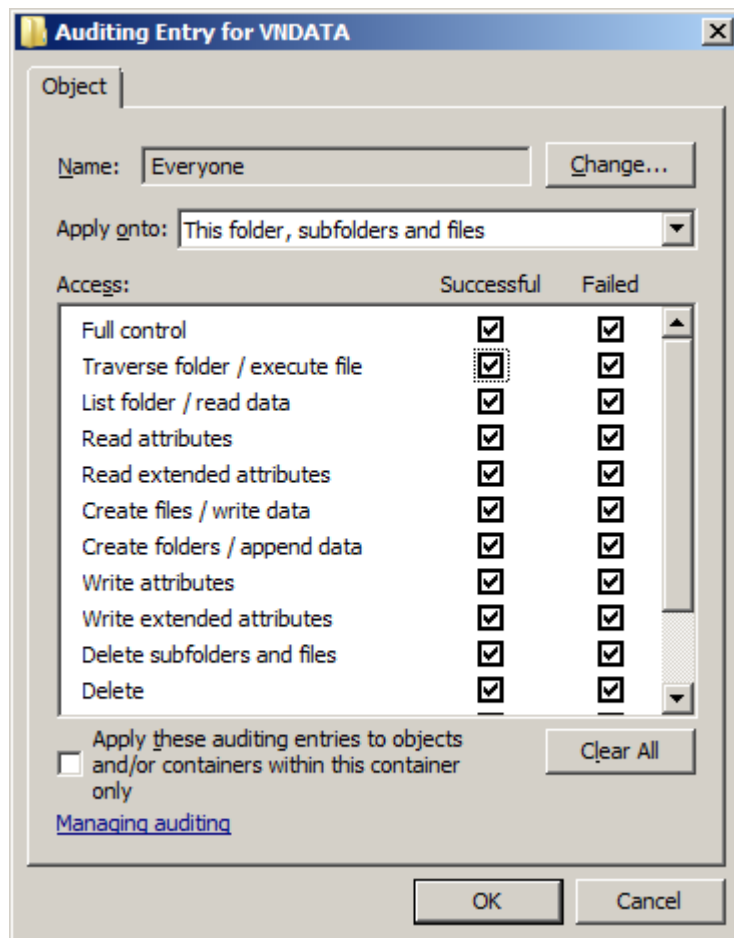 Auditing Entry for VNDATA
Object
Name: Everyone Change...
Apply onto: This folder, subfolders and files
Access: Successful Failed
Full control
Traverse folder / execute file
List folder / read data
Read attributes
Read extended attributes
Create files / write data
Create folders / append data
Write attributes
Write extended attributes
Delete subfolders and files
Delete
Apply these auditing entries to objects
and/or containers within this container
only
Clear All
Managing auditing
OK Cancel